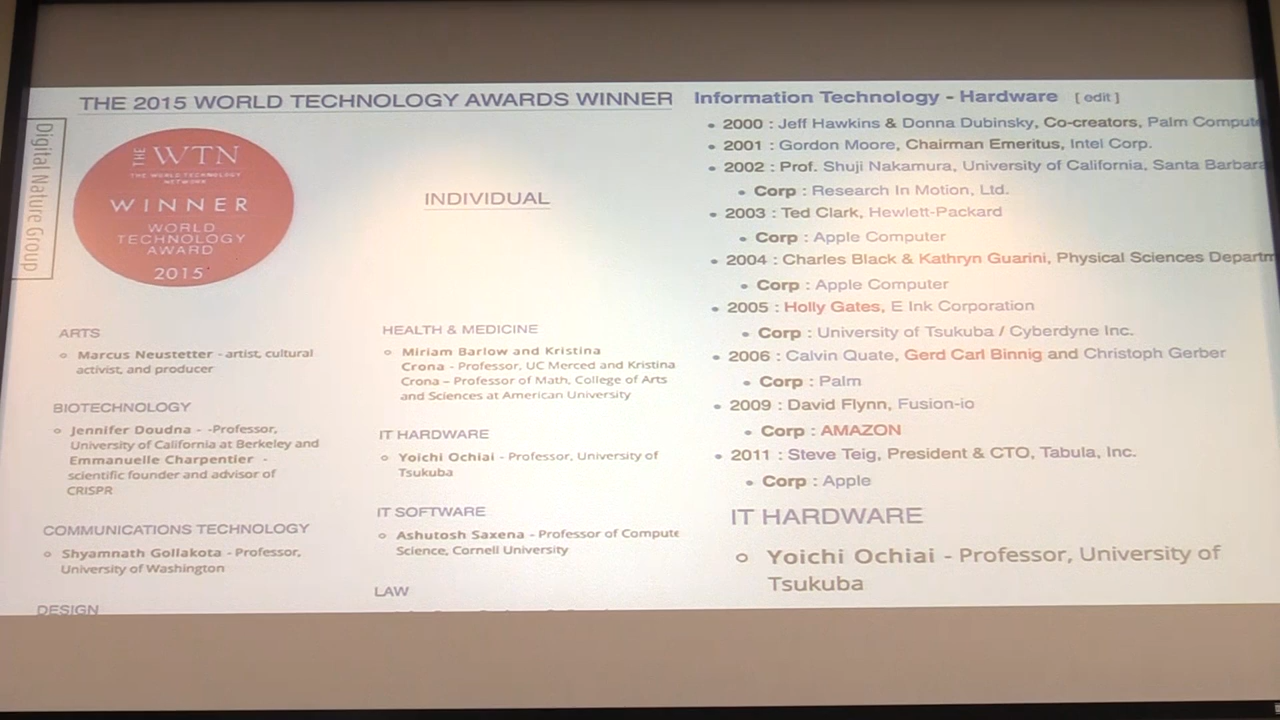 THE 2015 WORLD TECHNOLOGY AWARDS WINNER
Digital Nature Group
THE WTN
THE WORLD TECHNOLOGY
NETWORK
WINNER
WORLD
TECHNOLOGY
AWARD
2015
INDIVIDUAL
ARTS
Marcus Neustetter - artist, cultural
activist, and producer
BIOTECHNOLOGY
Jennifer Doudna - -Professor,
University of California at Berkeley and
Emmanuelle Charpentier -
scientific founder and advisor of
CRISPR
COMMUNICATIONS TECHNOLOGY
Shyamnath Gollakota - Professor,
University of Washington
DESIGN
HEALTH & MEDICINE
Miriam Barlow and Kristina
Crona - Professor, UC Merced and Kristina
Crona – Professor of Math, College of Arts
and Sciences at American University
IT HARDWARE
Yoichi Ochiai - Professor, University of
Tsukuba
IT SOFTWARE
Ashutosh Saxena - Professor of Compute
Science, Cornell University
LAW
Information Technology - Hardware [ edit ]
2000 : Jeff Hawkins & Donna Dubinsky, Co-creators, Palm Comput
2001 : Gordon Moore, Chairman Emeritus, Intel Corp.
2002 : Prof. Shuji Nakamura, University of California, Santa Barbara
Corp : Research In Motion, Ltd.
2003 : Ted Clark, Hewlett-Packard
Corp : Apple Computer
2004 : Charles Black & Kathryn Guarini, Physical Sciences Departm
Corp : Apple Computer
2005 : Holly Gates, E Ink Corporation
Corp : University of Tsukuba / Cyberdyne Inc.
2006 : Calvin Quate, Gerd Carl Binnig and Christoph Gerber
Corp : Palm
2009 : David Flynn, Fusion-io
Corp : AMAZON
2011 : Steve Teig, President & CTO, Tabula, Inc.
Corp : Apple
IT HARDWARE
Yoichi Ochiai - Professor, University of
Tsukuba